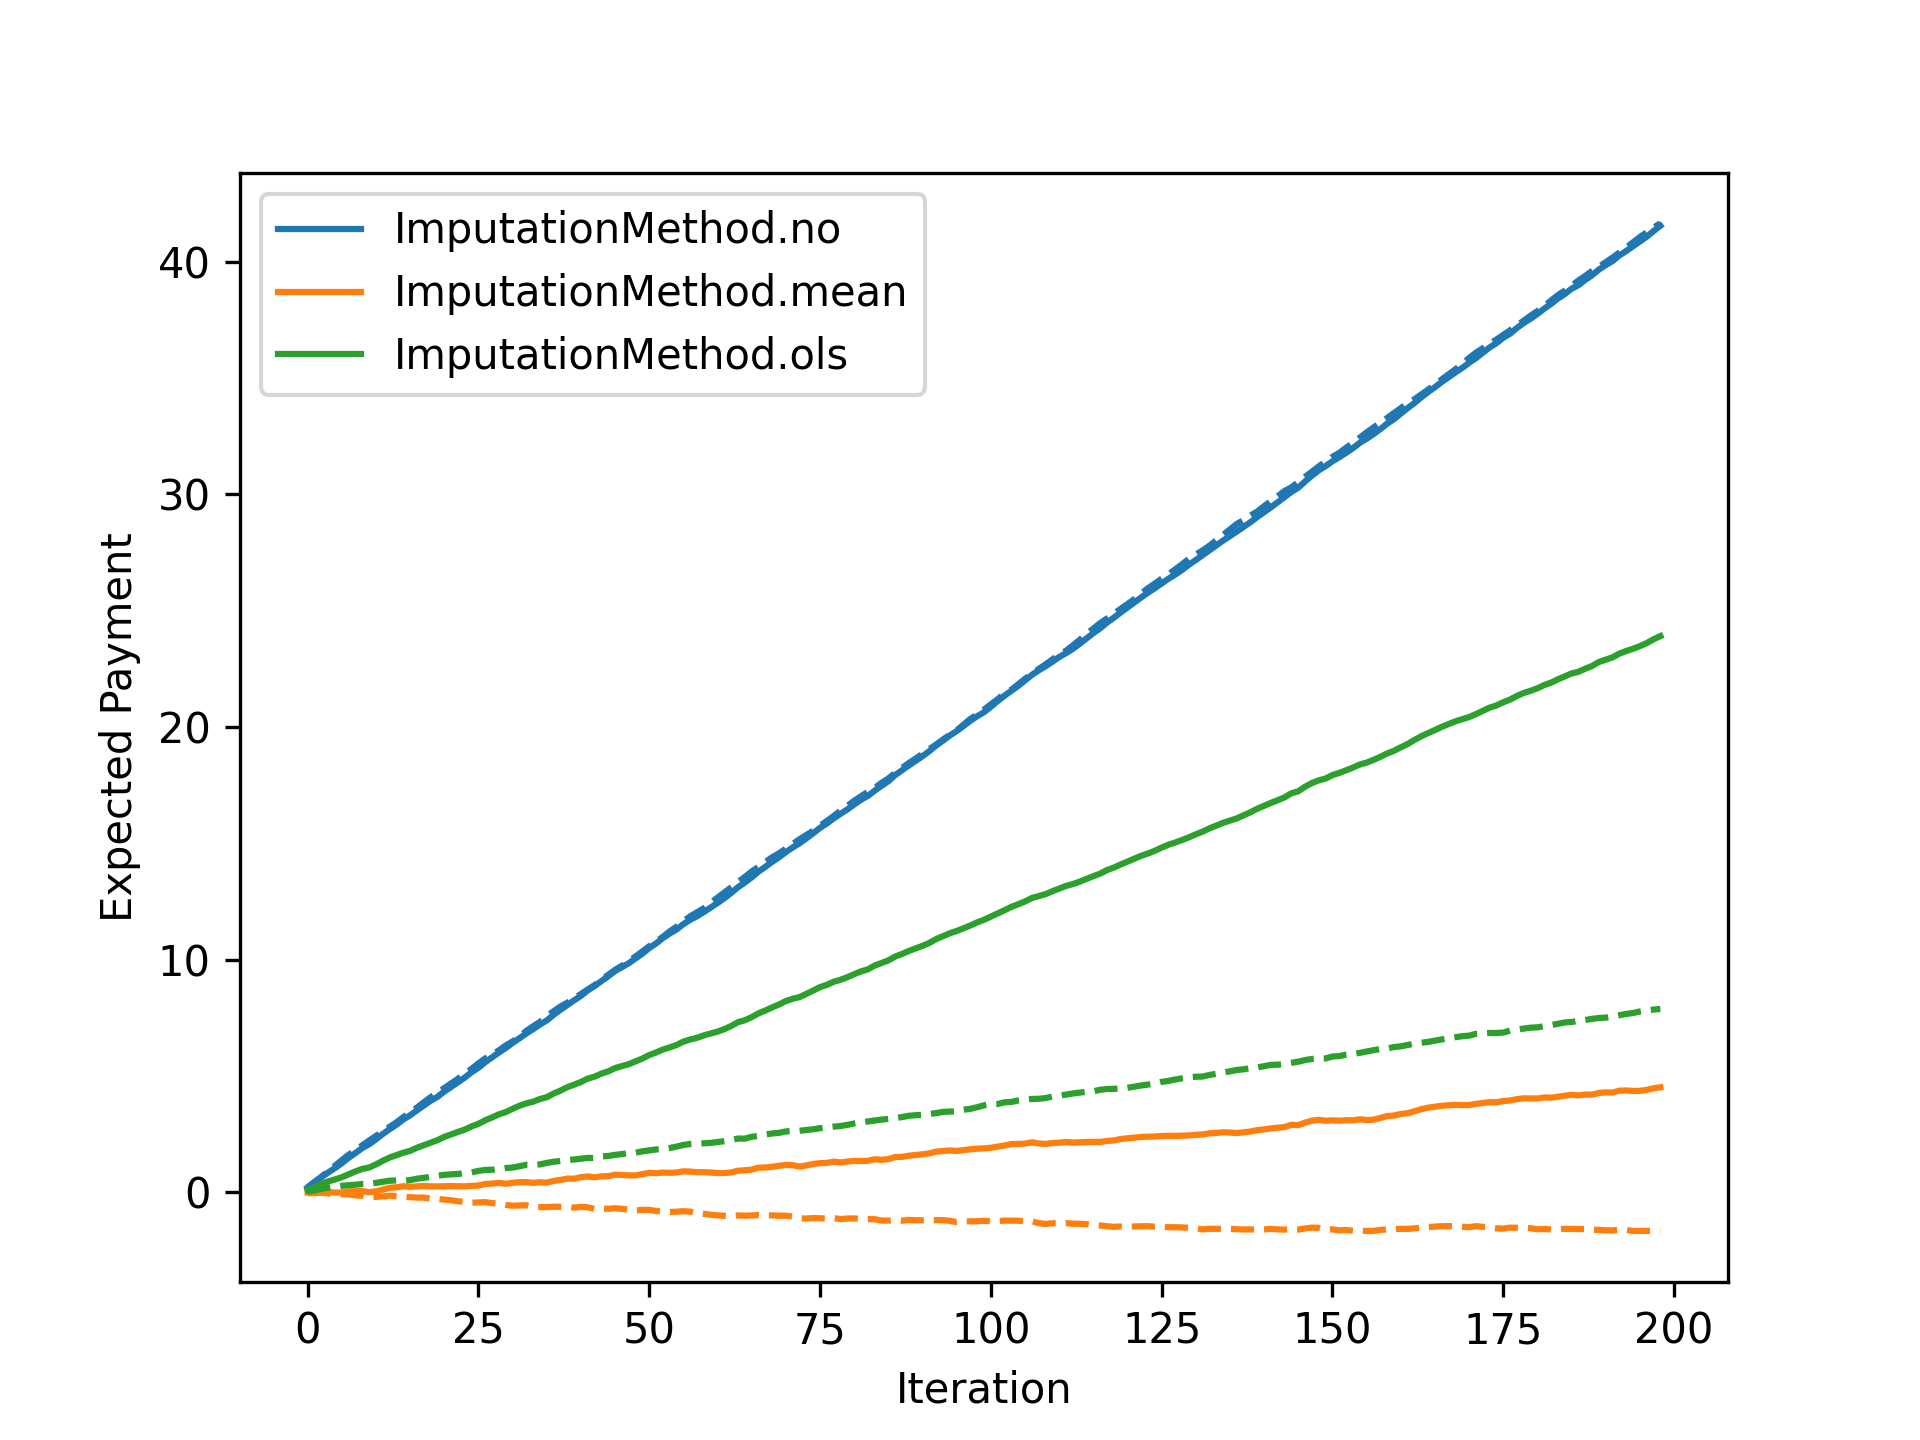 ImputationMethod.no
ImputationMethod.mean
ImputationMethod.ols
Expected Payment
40
30
20
10
0
0 25 50 75 100 125 150 175 200
Iteration